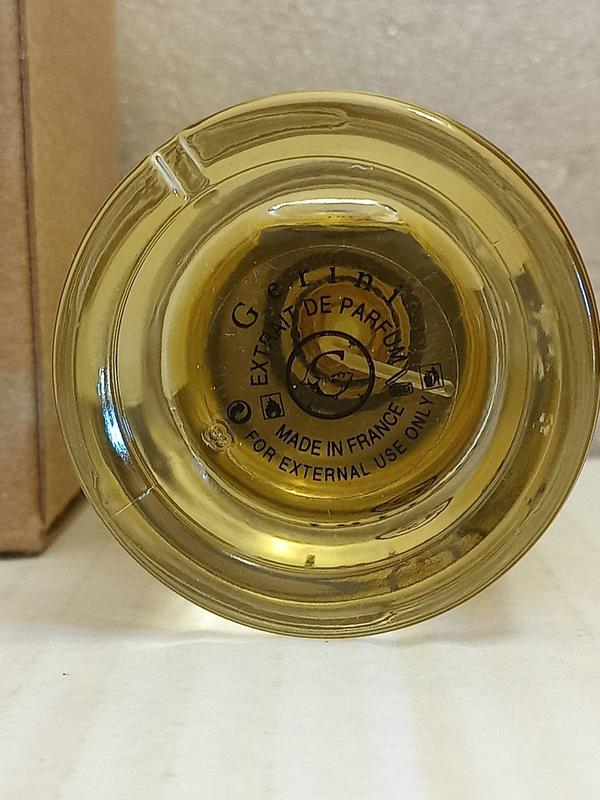 Gerini
EXTRAIT DE PARFUM
MADE IN FRANCE
FOR EXTERNAL USE ONLY